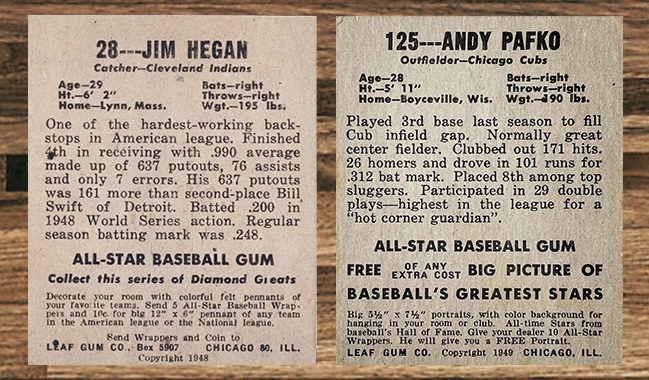 28---JIM HEGAN
Catcher—Cleveland Indians
Age—29 Bats—right
Ht.—6' 2" Throws—right
Home—Lynn, Mass. Wgt.—195 lbs.
One of the hardest-working back-
stops in American league. Finished
4th in receiving with .990 average
made up of 637 putouts, 76 assists
and only 7 errors. His 637 putouts
was 161 more than second-place Bill
Swift of Detroit. Batted .200 in
1948 World Series action. Regular
season batting mark was .248.
ALL-STAR BASEBALL GUM
Collect this series of Diamond Greats
Decorate your room with colorful felt pennants of
your favorite teams. Send 5 All-Star Baseball Wrap-
pers and 10c for big 12" x 6" pennant of any team
in the American league or the National league.
Send Wrappers and Coin to
LEAF GUM CO., Box 5907 CHICAGO 80, ILL.
Copyright 1948
125---ANDY PAFKO
Outfielder—Chicago Cubs
Age—28 Bats—right
Ht.—5' 11" Throws—right
Home—Boyceville, Wis. Wgt.—190 lbs.
Played 3rd base last season to fill
Cub infield gap. Normally great
center fielder. Clubbed out 171 hits.
26 homers and drove in 101 runs for
.312 bat mark. Placed 8th among top
sluggers. Participated in 29 double
plays—highest in the league for a
"hot corner guardian".
ALL-STAR BASEBALL GUM
FREE OF ANY EXTRA COST BIG PICTURE OF
BASEBALL'S GREATEST STARS
Big 5½" x 7½" portraits, with color background for
hanging in your room or club. All-time Stars from
baseball's Hall of Fame. Give your dealer 10 All-Star
Wrappers. He will give you a FREE Portrait.
LEAF GUM CO. Copyright 1949 CHICAGO, ILL.